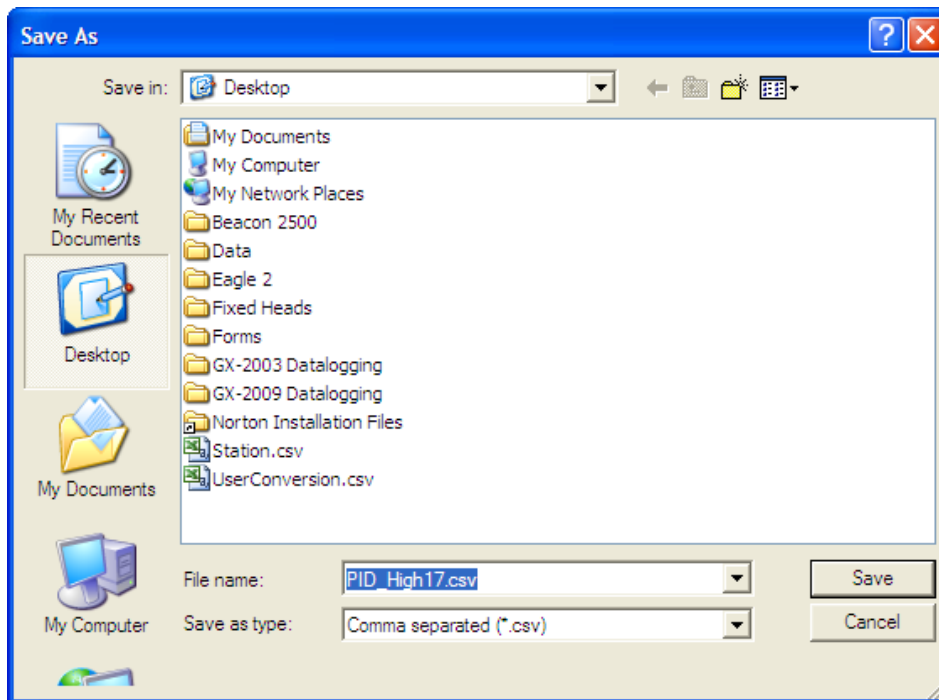 Save As
Save in:
Desktop
My Recent
Documents
Desktop
My Documents
My Computer
My Documents
My Computer
My Network Places
Beacon 2500
Data
Eagle 2
Fixed Heads
Forms
GX-2003 Datalogging
GX-2009 Datalogging
Norton Installation Files
Station.csv
UserConversion.csv
File name:
PID_High17.csv
Save
Save as type:
Comma separated (*.csv)
Cancel